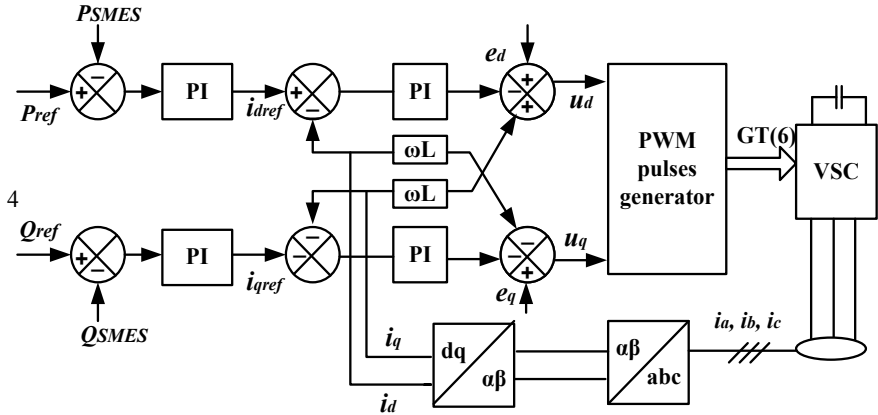 PSMES
− + − +
PI
PI
Pref
idref
ed
+ + − +
ud
PWM
pulses
generator
GT(6)
VSC
ωL
ωL
4
Qref
+ −
PI
iqref
− −
PI
− − + +
uq
eq
QSMES
iq
id
dq
αβ
αβ
abc
ia, ib, ic